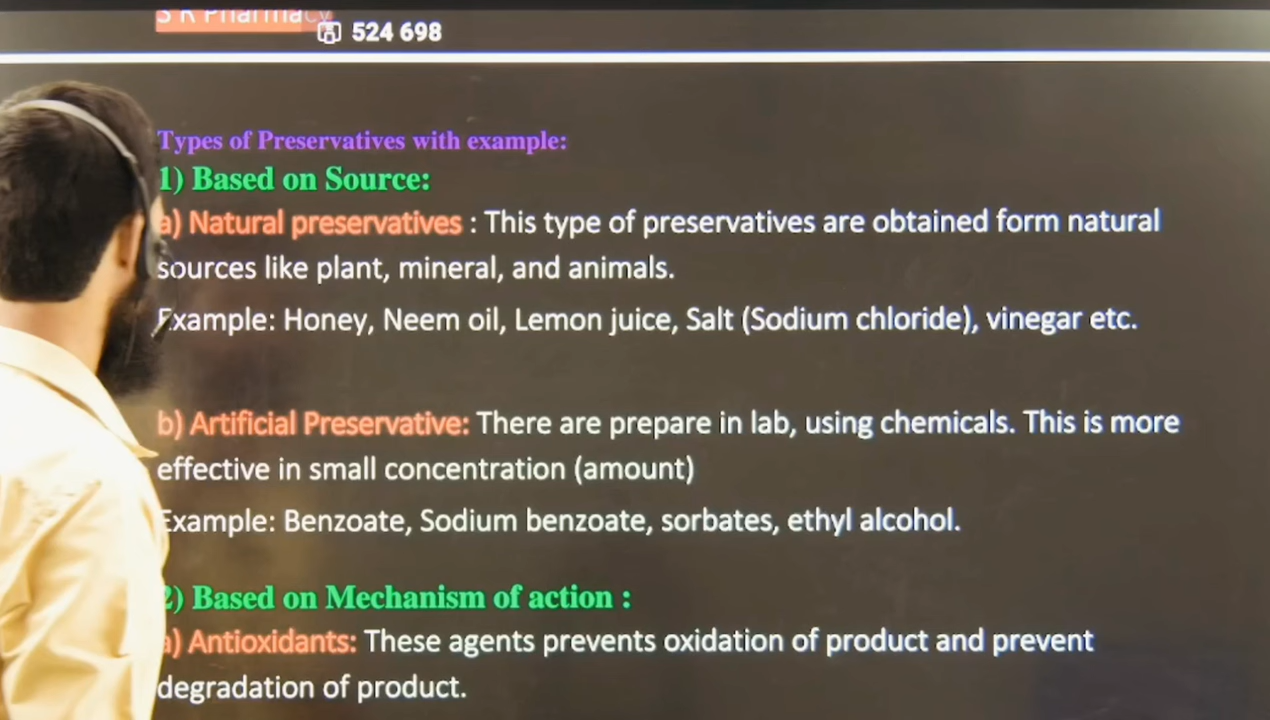 S R Pharmacy
524 698
Types of Preservatives with example:
1) Based on Source:
a) Natural preservatives : This type of preservatives are obtained form natural
sources like plant, mineral, and animals.
Example: Honey, Neem oil, Lemon juice, Salt (Sodium chloride), vinegar etc.
b) Artificial Preservative: There are prepare in lab, using chemicals. This is more
effective in small concentration (amount)
Example: Benzoate, Sodium benzoate, sorbates, ethyl alcohol.
2) Based on Mechanism of action :
a) Antioxidants: These agents prevents oxidation of product and prevent
degradation of product.